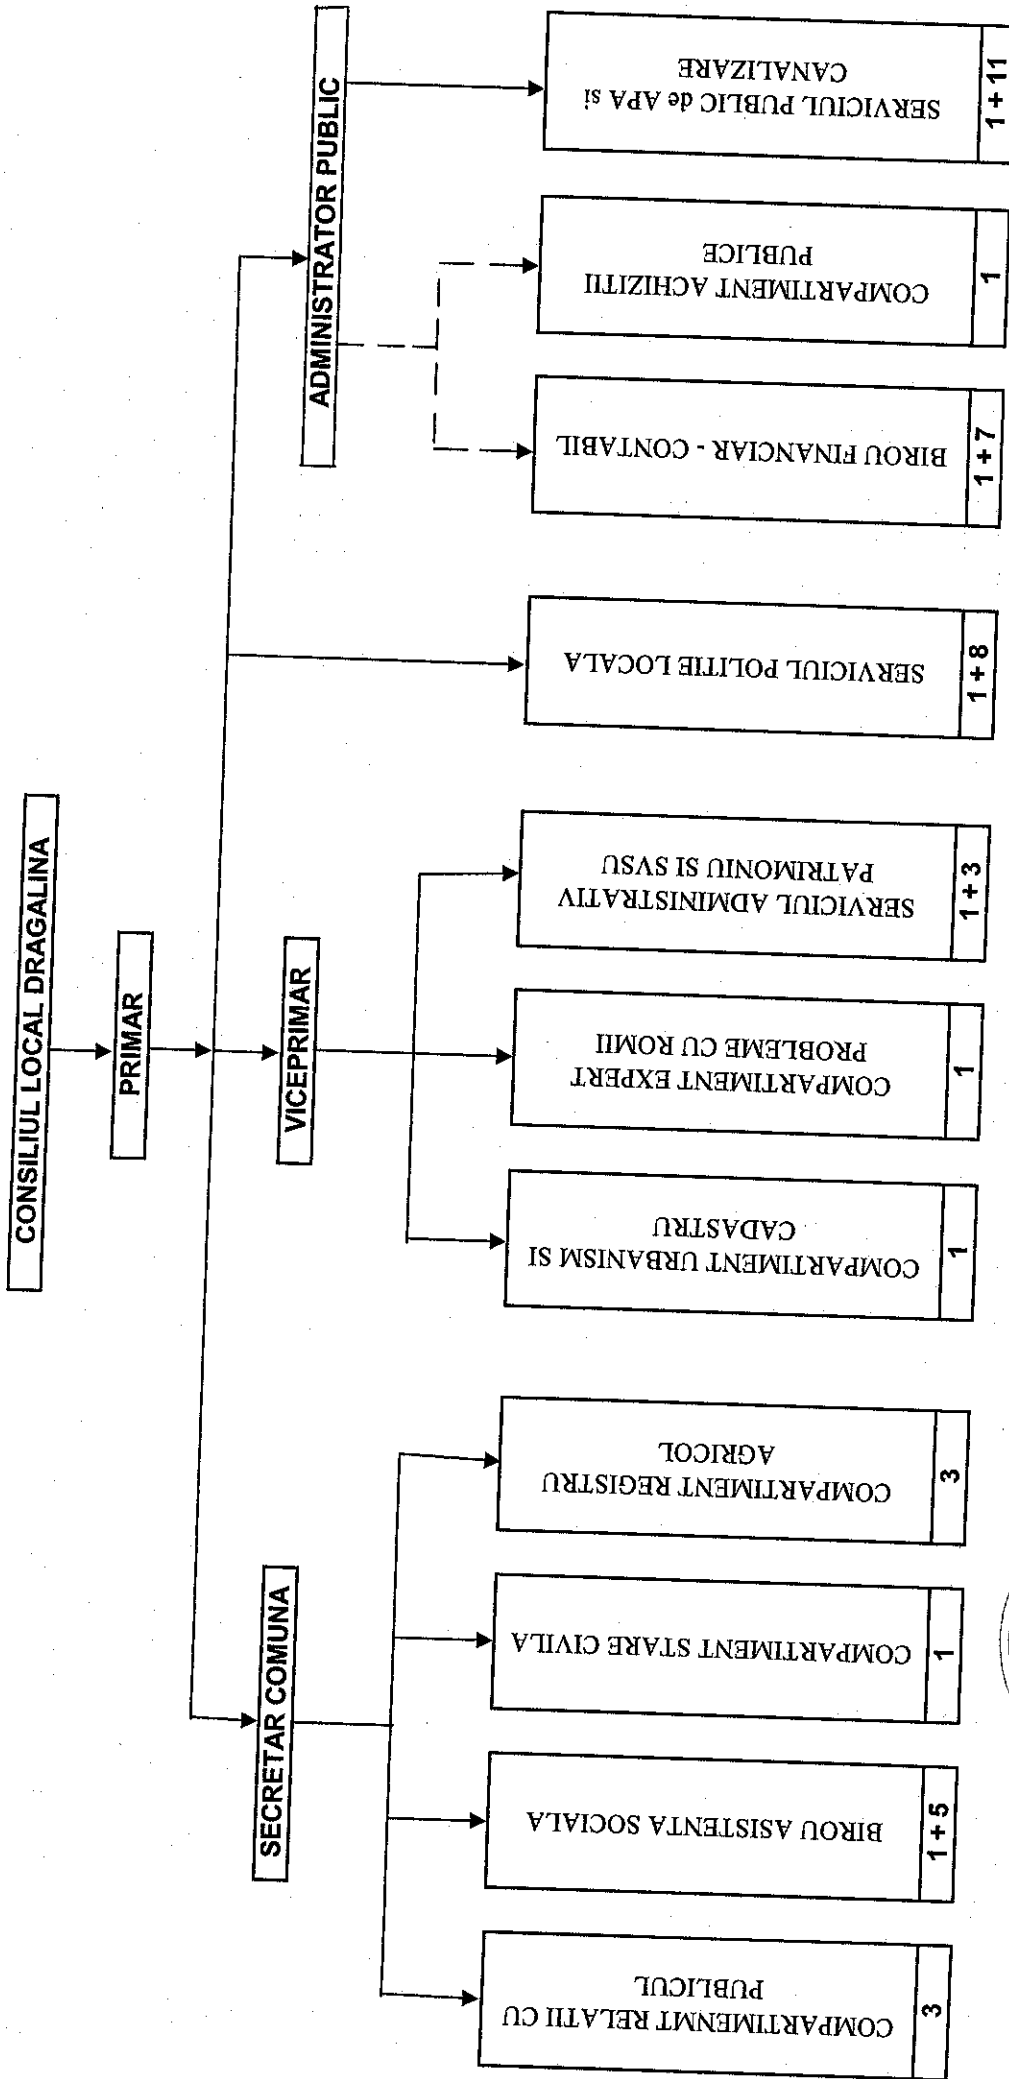 CONSILIUL LOCAL DRAGALINA
PRIMAR
SECRETAR COMUNA
VICEPRIMAR
ADMINISTRATOR PUBLIC
COMPARTIMENMT RELATII CU
PUBLICUL
3
BIROU ASISTENTA SOCIALA
1 + 5
COMPARTIMENT STARE CIVILA
1
COMPARTIMENT REGISTRU
AGRICOL
3
COMPARTIMENT URBANISM SI
CADASTRU
1
COMPARTIMENT EXPERT
PROBLEME CU ROMII
1
SERVICIUL ADMINISTRATIV
PATRIMONIU SI SVSU
1 + 3
SERVICIUL POLITIE LOCALA
1 + 8
BIROU FINANCIAR - CONTABIL
1 + 7
COMPARTIMENT ACHIZITII
PUBLICE
1
SERVICIUL PUBLIC de APA si
CANALIZARE
1 + 11